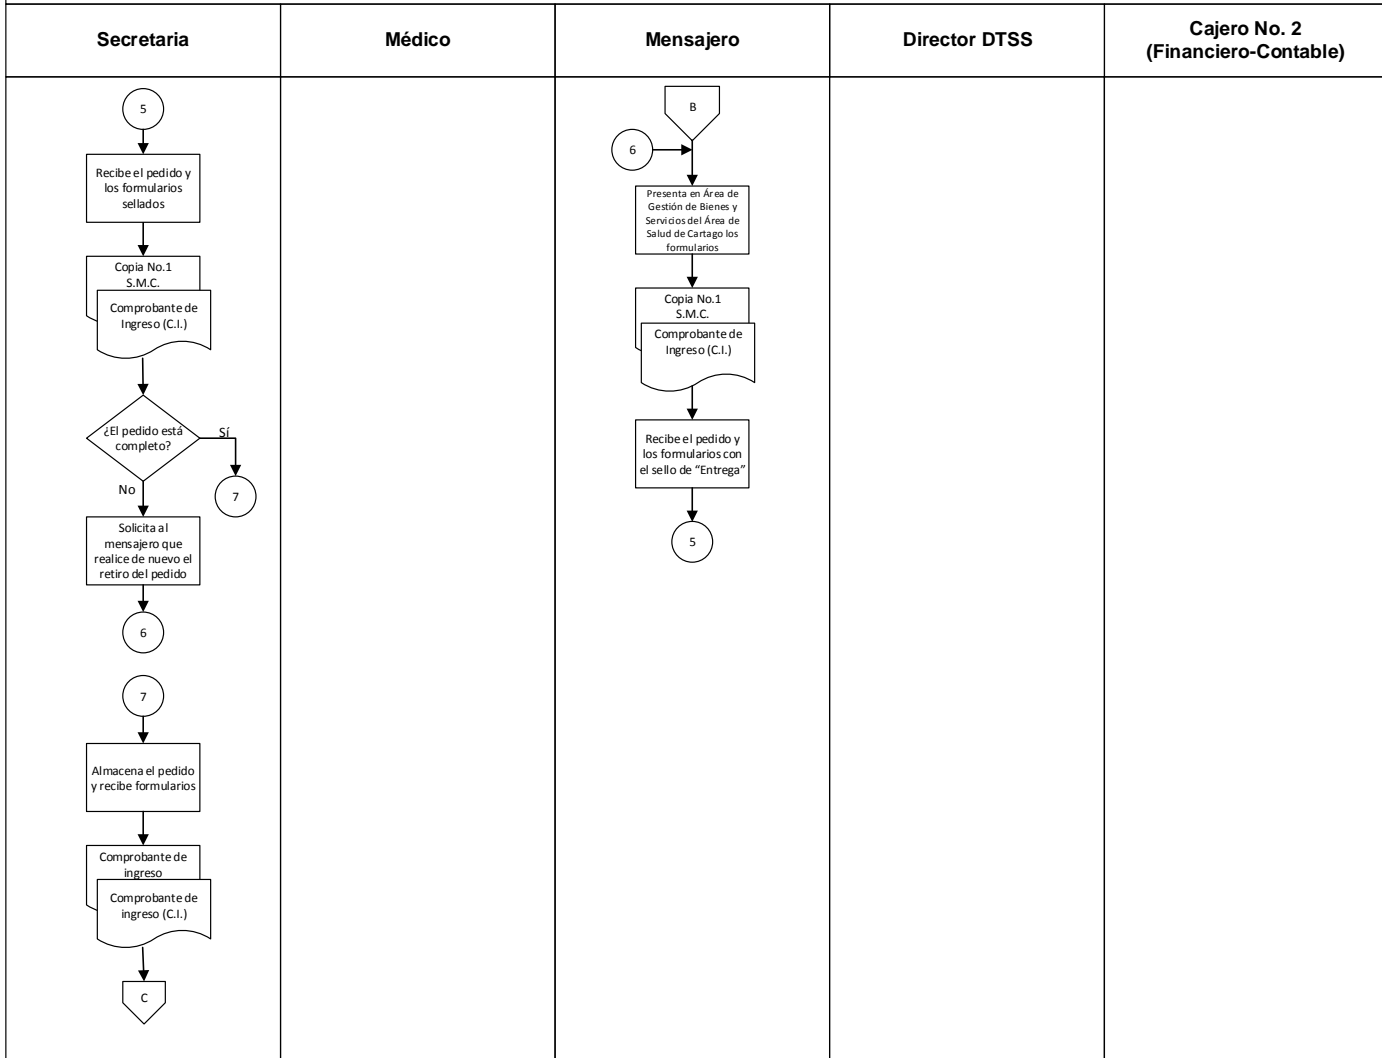 Secretaria
Médico
Mensajero
Director DTSS
Cajero No. 2
(Financiero-Contable)
5
Recibe el pedido y
los formularios
sellados
Copia No.1
S.M.C.
Comprobante de
Ingreso (C.I.)
¿El pedido está
completo?
Sí
7
No
Solicita al
mensajero que
realice de nuevo el
retiro del pedido
6
7
Almacena el pedido
y recibe formularios
Comprobante de
ingreso
Comprobante de
ingreso (C.I.)
C
B
6
Presenta en Área de
Gestión de Bienes y
Servicios del Área de
Salud de Cartago los
formularios
Copia No.1
S.M.C.
Comprobante de
Ingreso (C.I.)
Recibe el pedido y
los formularios con
el sello de “Entrega”
5